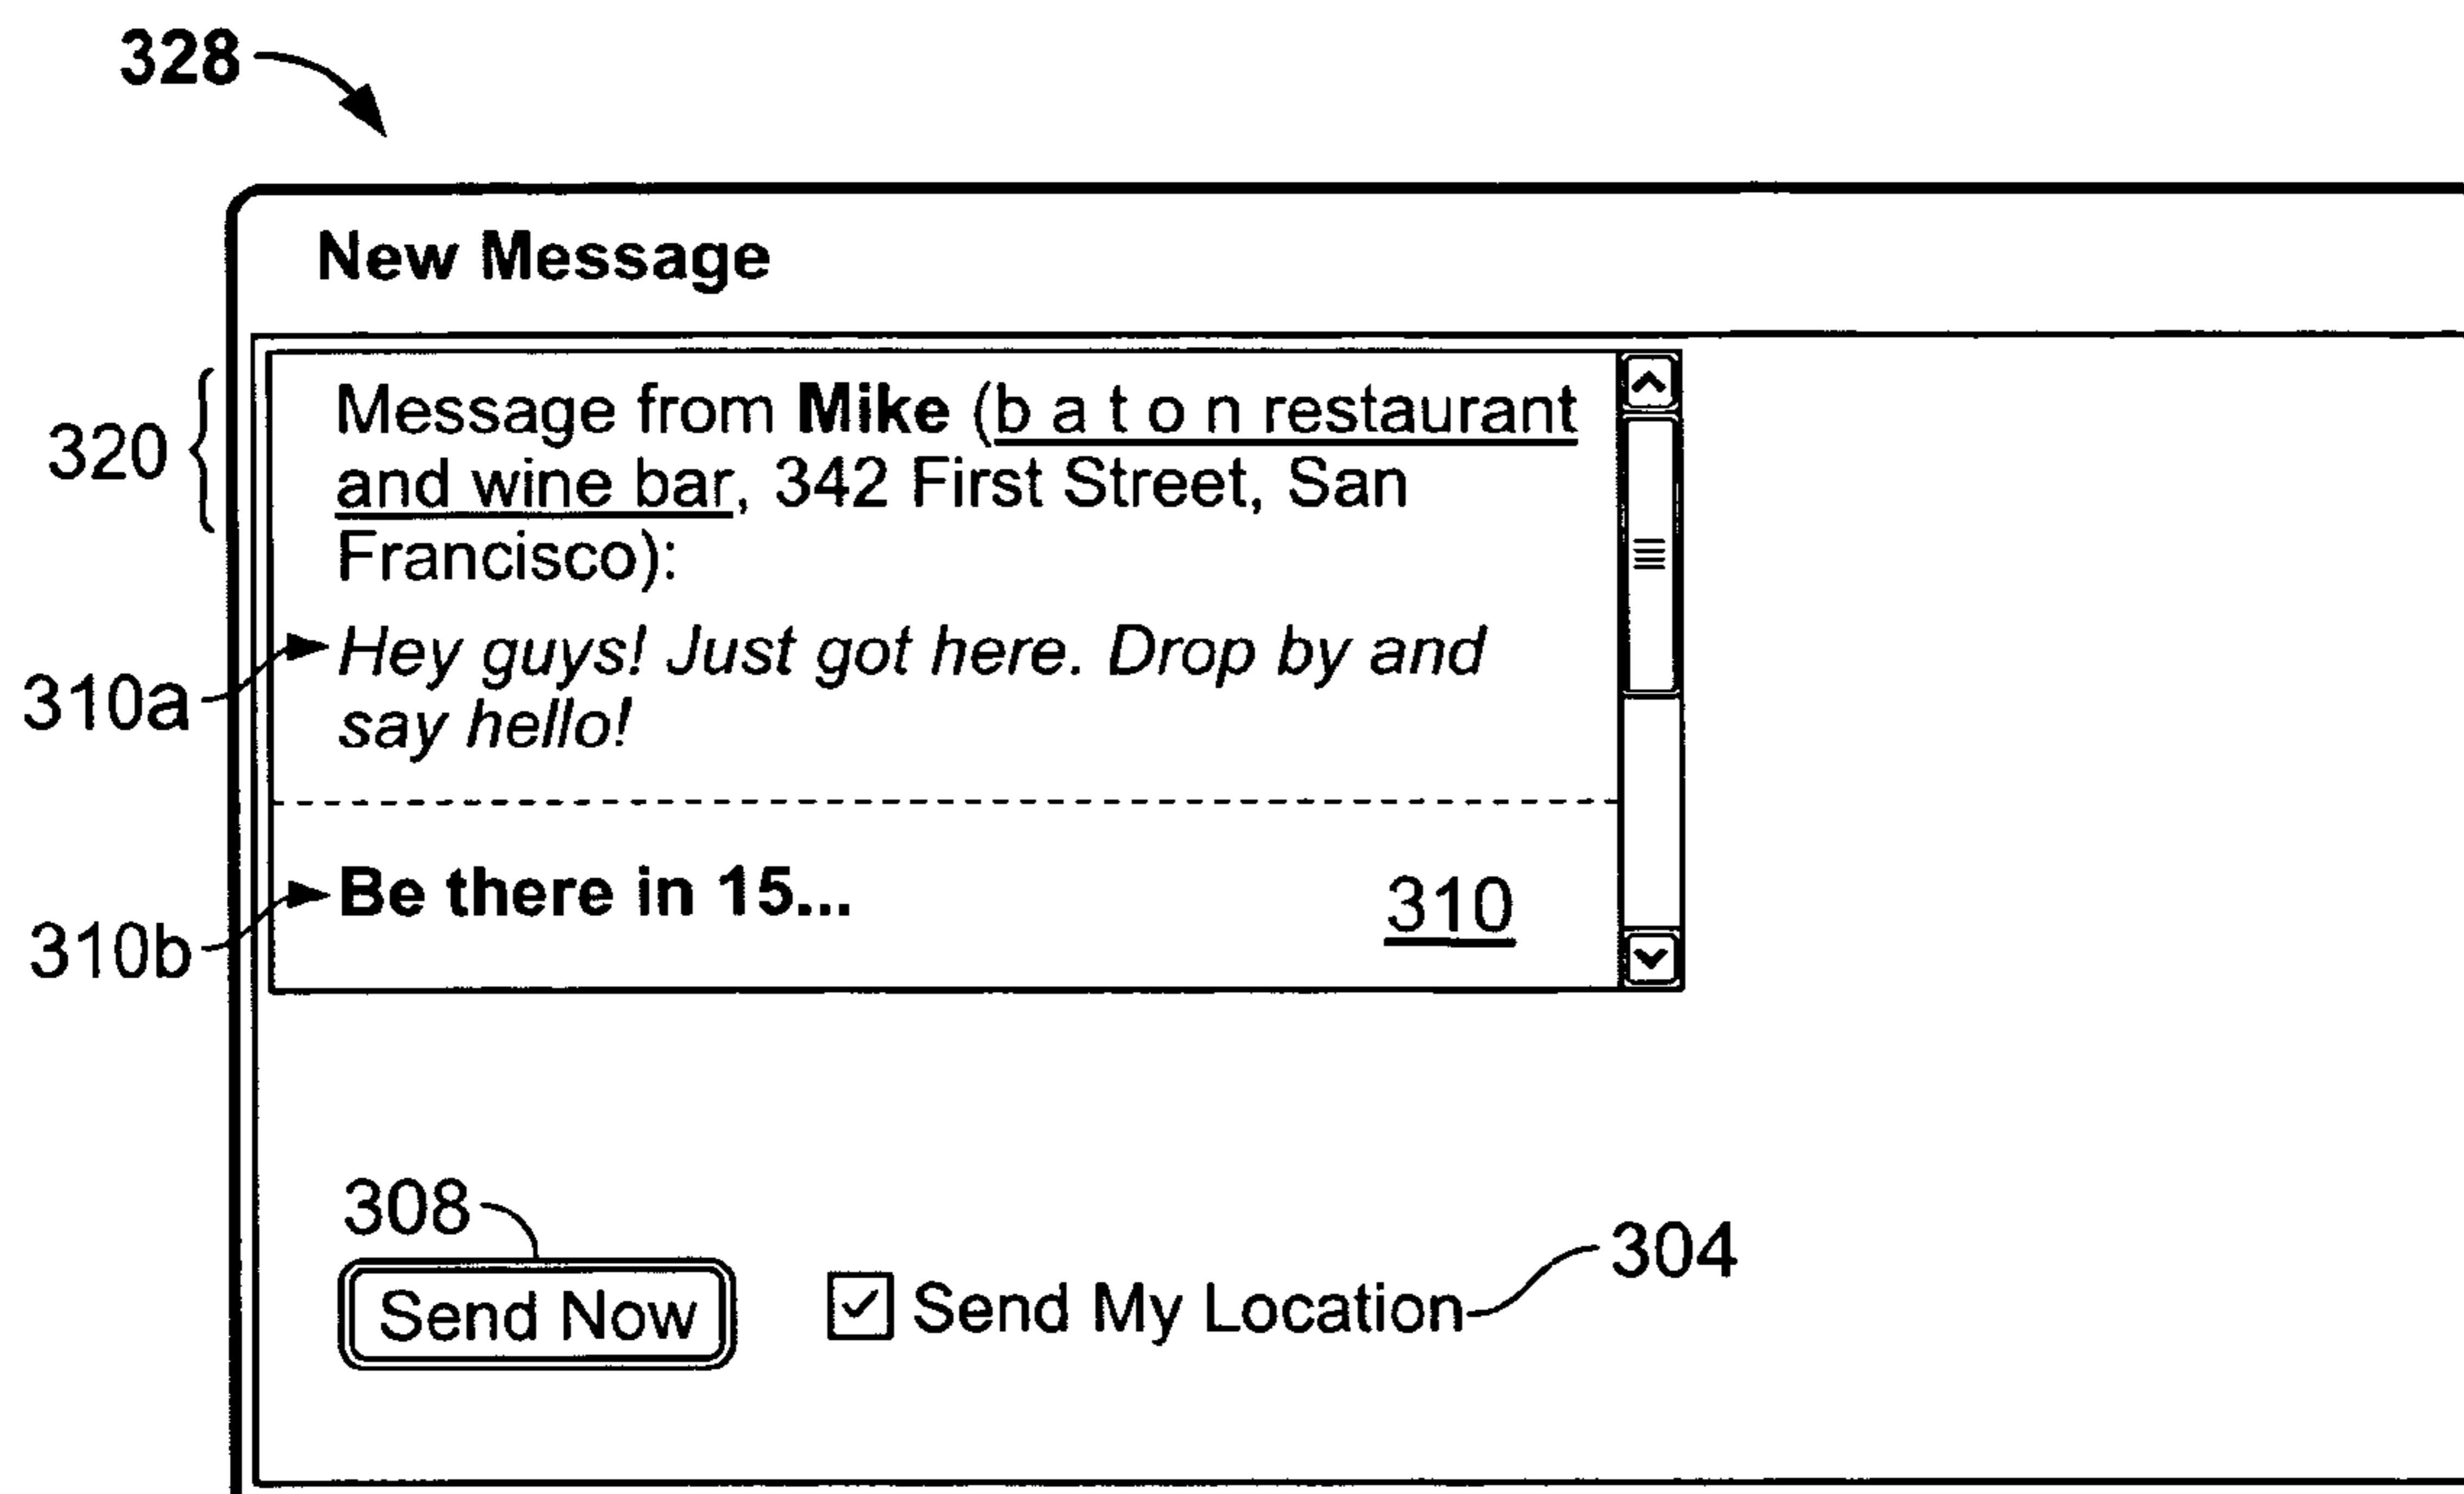 328
New Message
320
Message from Mike (b a t o n restaurant
and wine bar, 342 First Street, San
Francisco):
310a
Hey guys! Just got here. Drop by and
say hello!
310b
Be there in 15...
310
308
304
Send Now
Send My Location